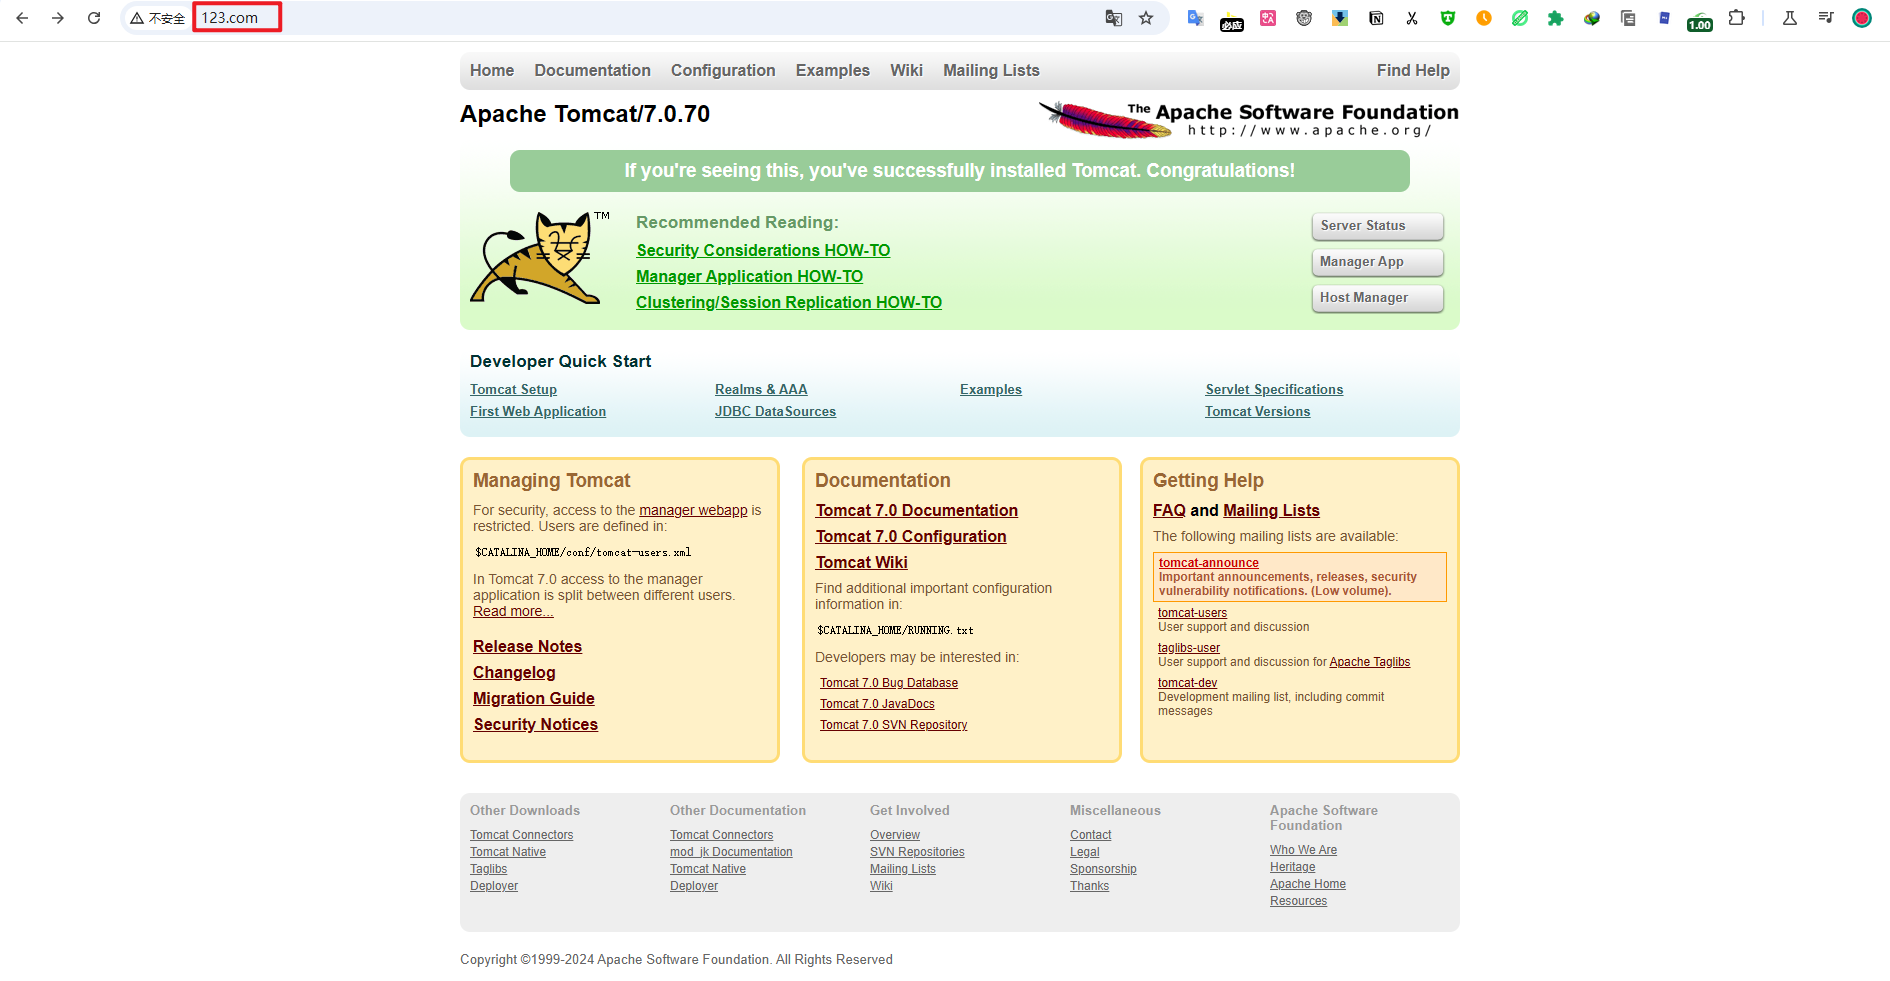 不安全 123.com
必应
1.00
Home Documentation Configuration Examples Wiki Mailing Lists Find Help
Apache Tomcat/7.0.70
The Apache Software Foundation
http://www.apache.org/
If you're seeing this, you've successfully installed Tomcat. Congratulations!
TM
Recommended Reading:
Security Considerations HOW-TO
Manager Application HOW-TO
Clustering/Session Replication HOW-TO
Server Status
Manager App
Host Manager
Developer Quick Start
Tomcat Setup
First Web Application
Realms & AAA
JDBC DataSources
Examples
Servlet Specifications
Tomcat Versions
Managing Tomcat
For security, access to the manager webapp is
restricted. Users are defined in:
$CATALINA_HOME/conf/tomcat-users.xml
In Tomcat 7.0 access to the manager
application is split between different users.
Read more...
Release Notes
Changelog
Migration Guide
Security Notices
Documentation
Tomcat 7.0 Documentation
Tomcat 7.0 Configuration
Tomcat Wiki
Find additional important configuration
information in:
$CATALINA_HOME/RUNNING.txt
Developers may be interested in:
Tomcat 7.0 Bug Database
Tomcat 7.0 JavaDocs
Tomcat 7.0 SVN Repository
Getting Help
FAQ and Mailing Lists
The following mailing lists are available:
tomcat-announce
Important announcements, releases, security
vulnerability notifications. (Low volume).
tomcat-users
User support and discussion
taglibs-user
User support and discussion for Apache Taglibs
tomcat-dev
Development mailing list, including commit
messages
Other Downloads
Tomcat Connectors
Tomcat Native
Taglibs
Deployer
Other Documentation
Tomcat Connectors
mod_jk Documentation
Tomcat Native
Deployer
Get Involved
Overview
SVN Repositories
Mailing Lists
Wiki
Miscellaneous
Contact
Legal
Sponsorship
Thanks
Apache Software
Foundation
Who We Are
Heritage
Apache Home
Resources
Copyright ©1999-2024 Apache Software Foundation. All Rights Reserved